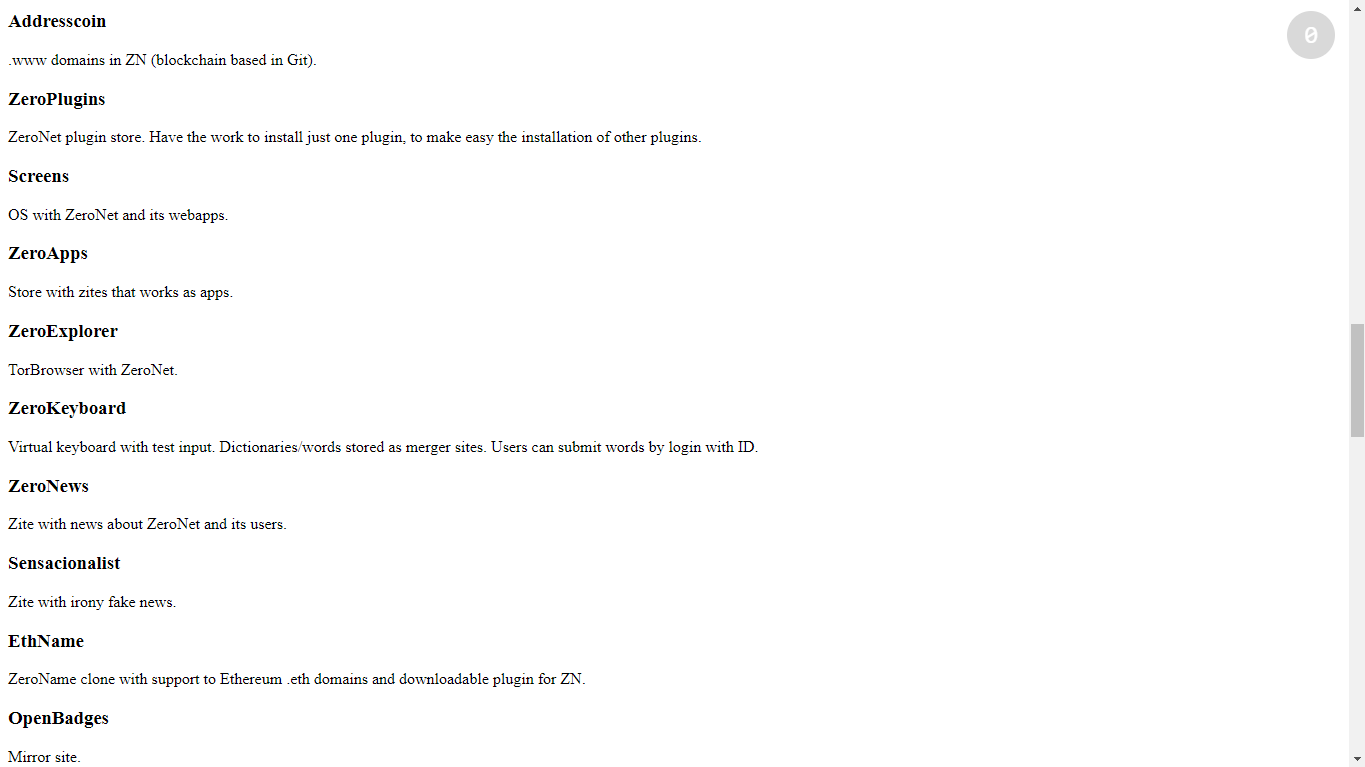 Addresscoin
0
.www domains in ZN (blockchain based in Git).
ZeroPlugins
ZeroNet plugin store. Have the work to install just one plugin, to make easy the installation of other plugins.
Screens
OS with ZeroNet and its webapps.
ZeroApps
Store with zites that works as apps.
ZeroExplorer
TorBrowser with ZeroNet.
ZeroKeyboard
Virtual keyboard with test input. Dictionaries/words stored as merger sites. Users can submit words by login with ID.
ZeroNews
Zite with news about ZeroNet and its users.
Sensacionalist
Zite with irony fake news.
EthName
ZeroName clone with support to Ethereum .eth domains and downloadable plugin for ZN.
OpenBadges
Mirror site.